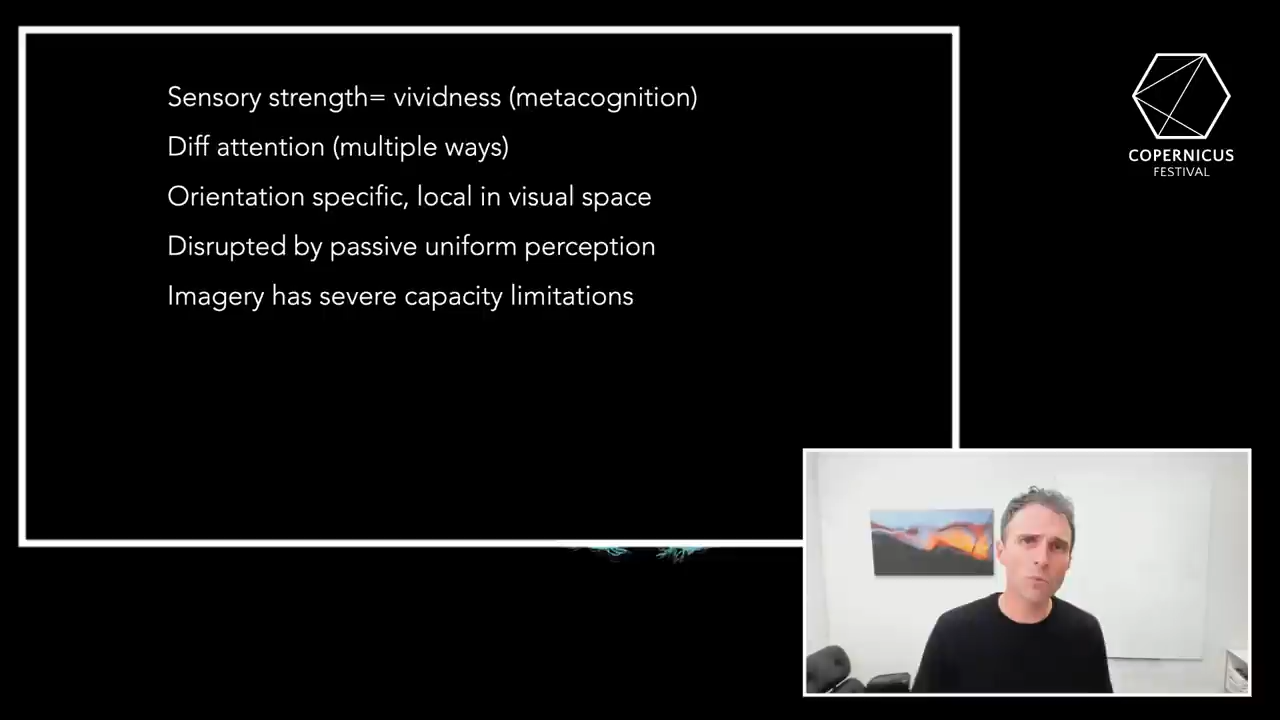 Sensory strength= vividness (metacognition)
Diff attention (multiple ways)
Orientation specific, local in visual space
Disrupted by passive uniform perception
Imagery has severe capacity limitations
COPERNICUS
FESTIVAL